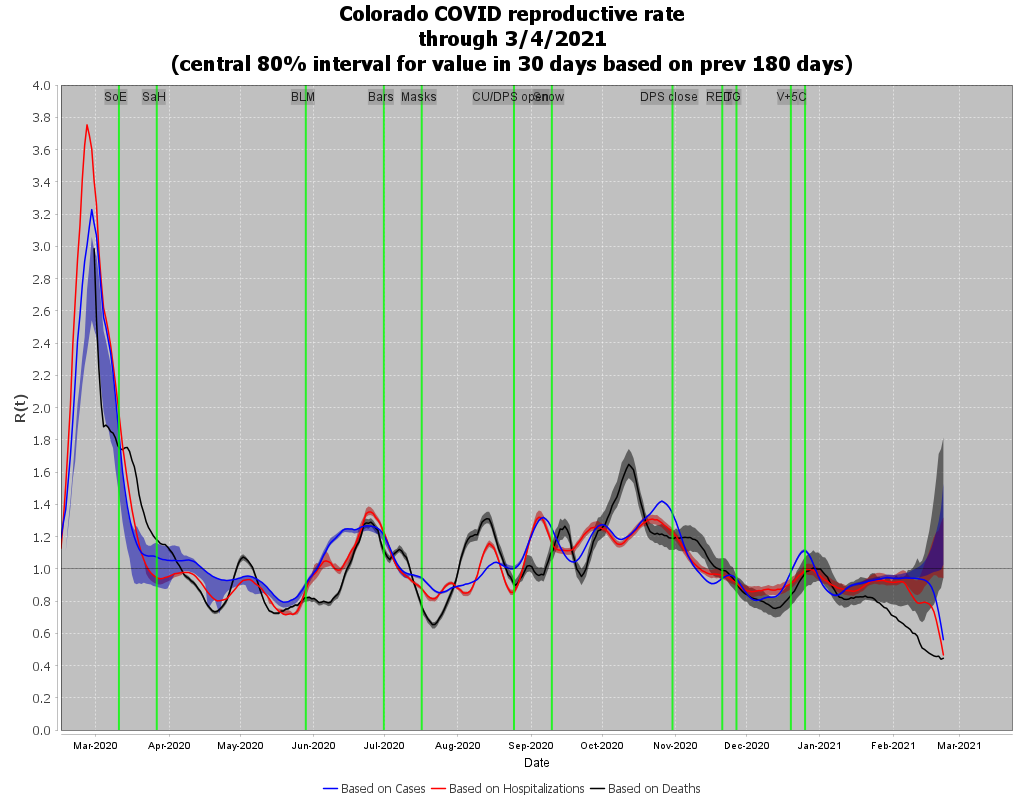 Colorado COVID reproductive rate
through 3/4/2021
(central 80% interval for value in 30 days based on prev 180 days)
4.0
SoE SaH BLM Bars Masks CU/DPS open Snow DPS close RED TG V+5C
3.8
3.6
3.4
3.2
3.0
2.8
2.6
2.4
2.2
2.0
R(t)
1.8
1.6
1.4
1.2
1.0
0.8
0.6
0.4
0.2
0.0
Mar-2020 Apr-2020 May-2020 Jun-2020 Jul-2020 Aug-2020 Sep-2020 Oct-2020 Nov-2020 Dec-2020 Jan-2021 Feb-2021 Mar-2021
Date
Based on Cases Based on Hospitalizations Based on Deaths